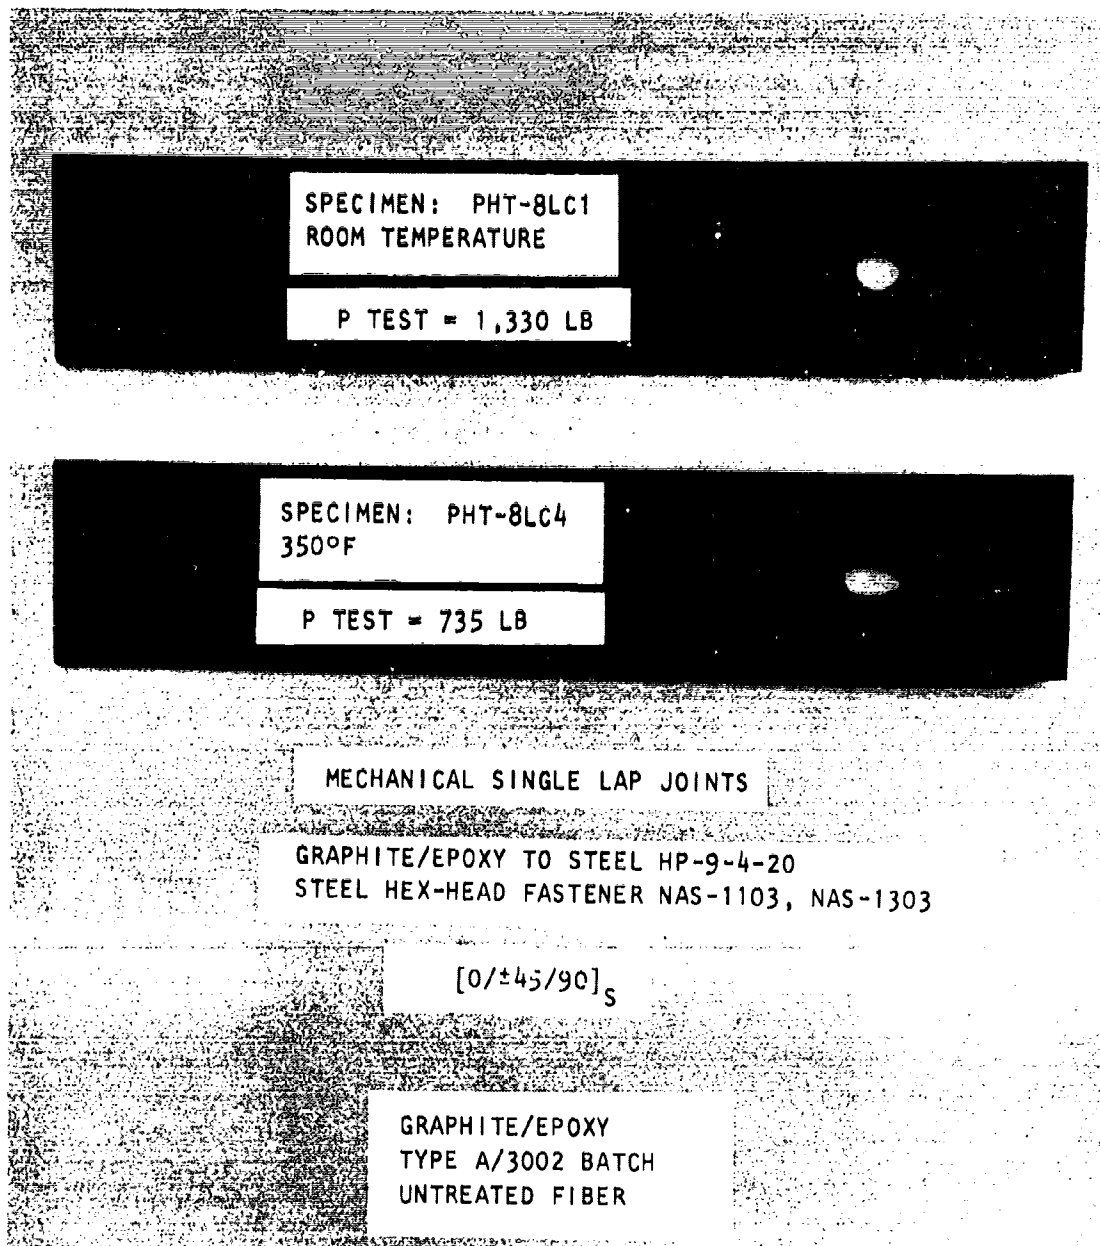 SPECIMEN: PHT-8LC1
ROOM TEMPERATURE
P TEST = 1,330 LB
SPECIMEN: PHT-8LC4
350°F
P TEST = 735 LB
MECHANICAL SINGLE LAP JOINTS
GRAPHITE/EPOXY TO STEEL HP-9-4-20
STEEL HEX-HEAD FASTENER NAS-1103, NAS-1303
[0/±45/90]S
GRAPHITE/EPOXY
TYPE A/3002 BATCH
UNTREATED FIBER